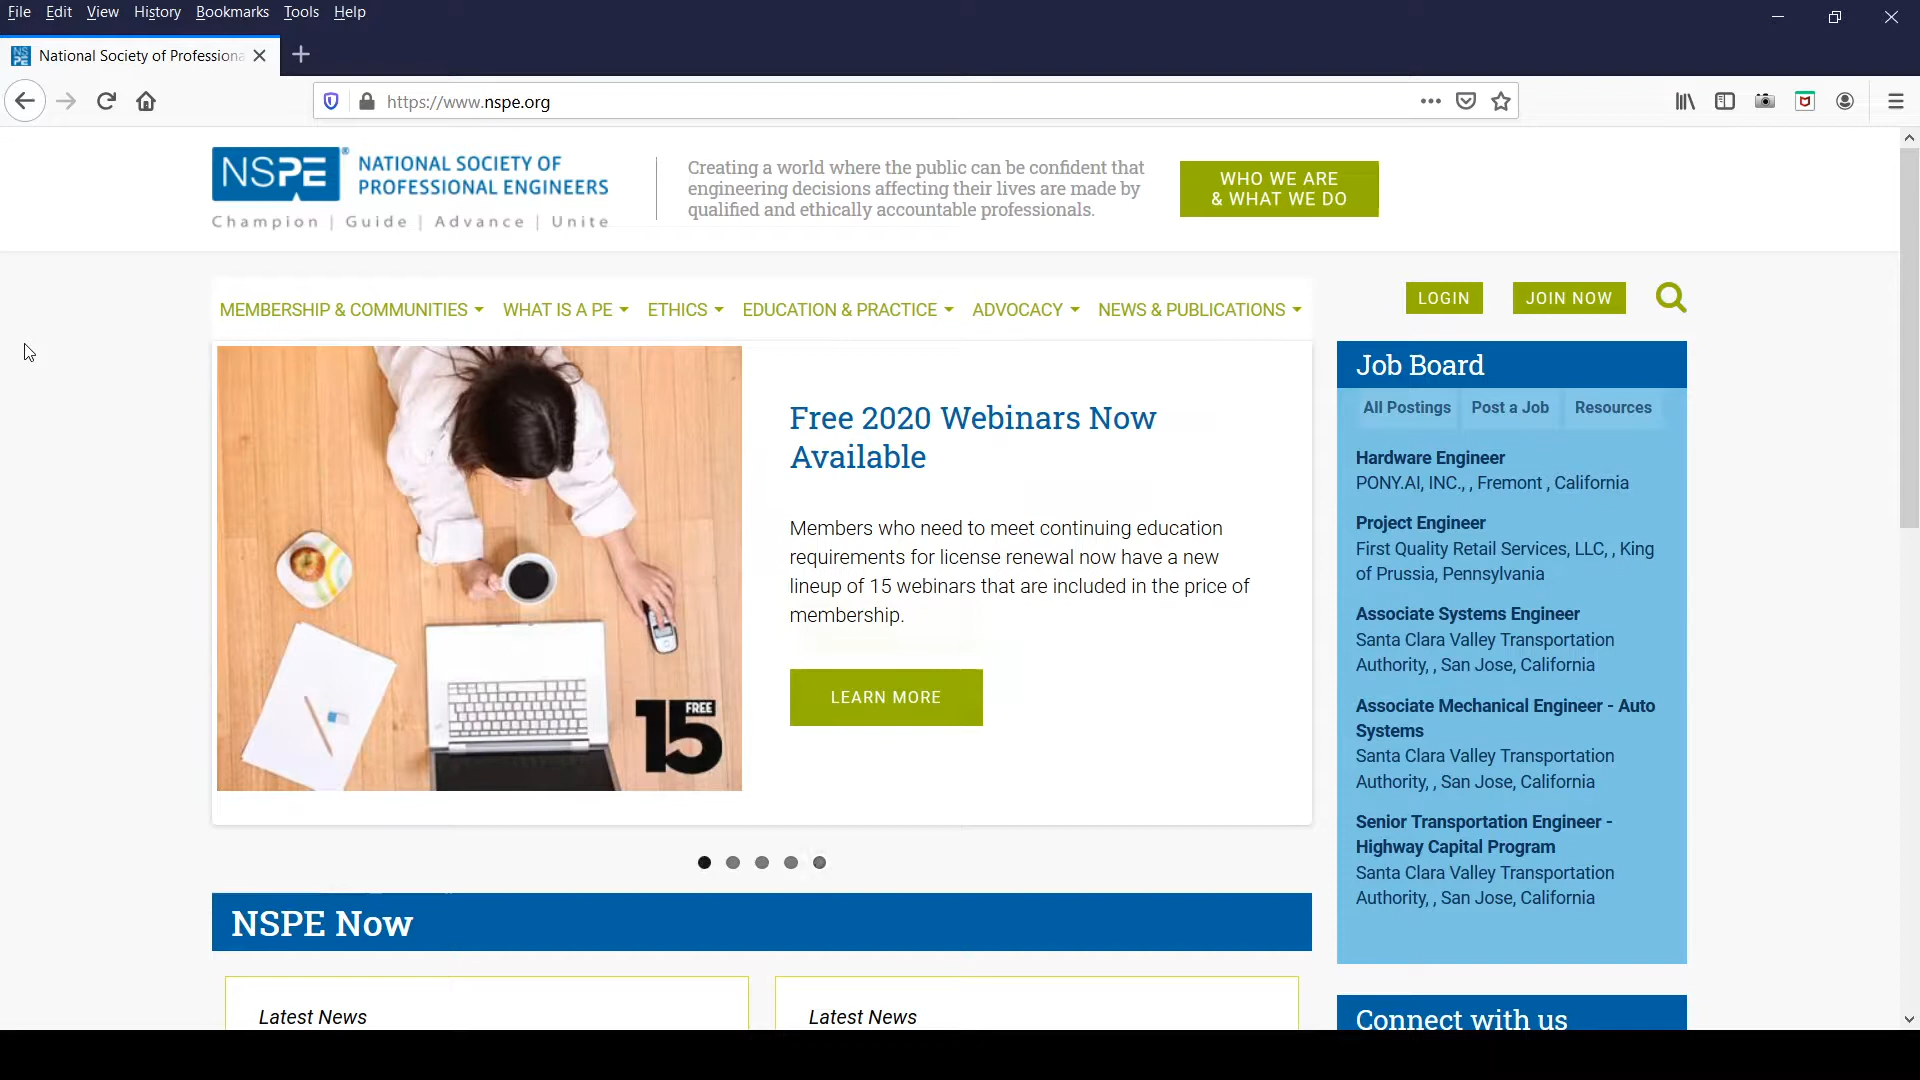 File Edit View History Bookmarks Tools Help
National Society of Professiona
https://www.nspe.org
NSPE® NATIONAL SOCIETY OF
PROFESSIONAL ENGINEERS
Champion | Guide | Advance | Unite
Creating a world where the public can be confident that
engineering decisions affecting their lives are made by
qualified and ethically accountable professionals.
WHO WE ARE
& WHAT WE DO
MEMBERSHIP & COMMUNITIES WHAT IS A PE ETHICS EDUCATION & PRACTICE ADVOCACY NEWS & PUBLICATIONS
LOGIN JOIN NOW
Free 2020 Webinars Now
Available
Members who need to meet continuing education
requirements for license renewal now have a new
lineup of 15 webinars that are included in the price of
membership.
LEARN MORE
15 FREE
Job Board
All Postings Post a Job Resources
Hardware Engineer
PONY.AI, INC., , Fremont , California
Project Engineer
First Quality Retail Services, LLC, , King
of Prussia, Pennsylvania
Associate Systems Engineer
Santa Clara Valley Transportation
Authority, , San Jose, California
Associate Mechanical Engineer - Auto
Systems
Santa Clara Valley Transportation
Authority, , San Jose, California
Senior Transportation Engineer -
Highway Capital Program
Santa Clara Valley Transportation
Authority, , San Jose, California
NSPE Now
Latest News
Latest News
Connect with us